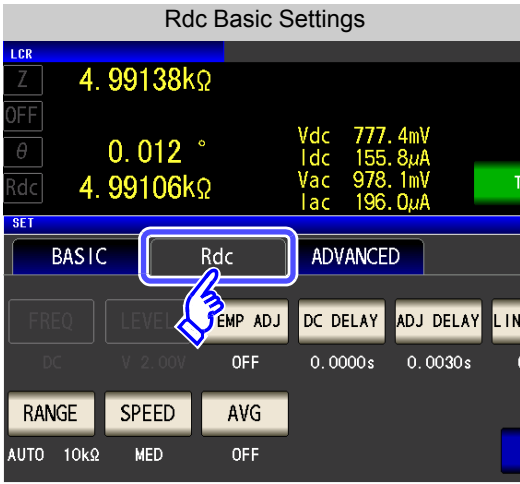 Rdc Basic Settings
LCR
Z 4.99138kΩ
OFF
θ 0.012 °
Rdc 4.99106kΩ
Vdc 777.4mV
Idc 155.8μA
Vac 978.1mV
Iac 196.0μA
SET
BASIC Rdc ADVANCED
FREQ LEVEL EMP ADJ DC DELAY ADJ DELAY LIN
DC V 2.00V OFF 0.0000s 0.0030s
RANGE SPEED AVG
AUTO 10kΩ MED OFF